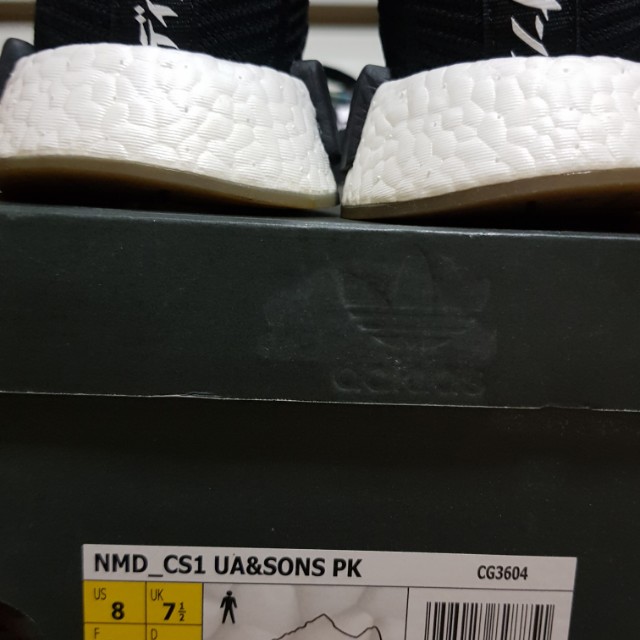 adidas
NMD_CS1 UA&SONS PK CG3604
US UK
8 7½
F D